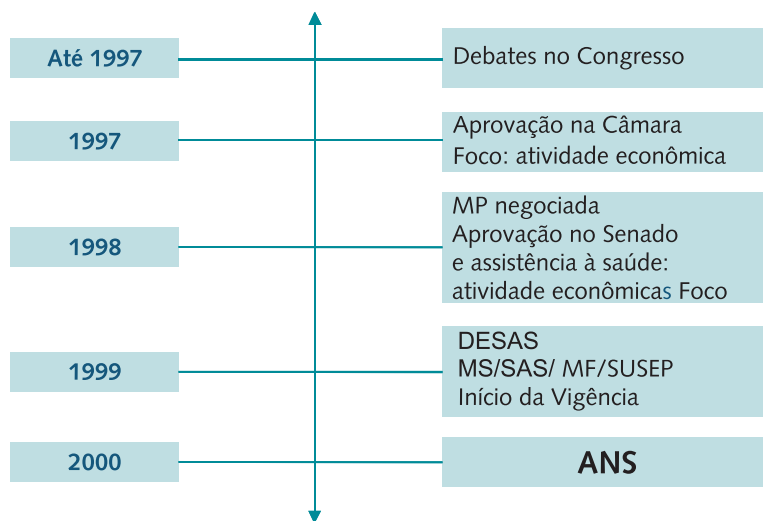 Até 1997
Debates no Congresso
1997
Aprovação na Câmara
Foco: atividade econômica
1998
MP negociada
Aprovação no Senado
e assistência à saúde:
atividade econômicas Foco
1999
DESAS
MS/SAS/ MF/SUSEP
Início da Vigência
2000
ANS